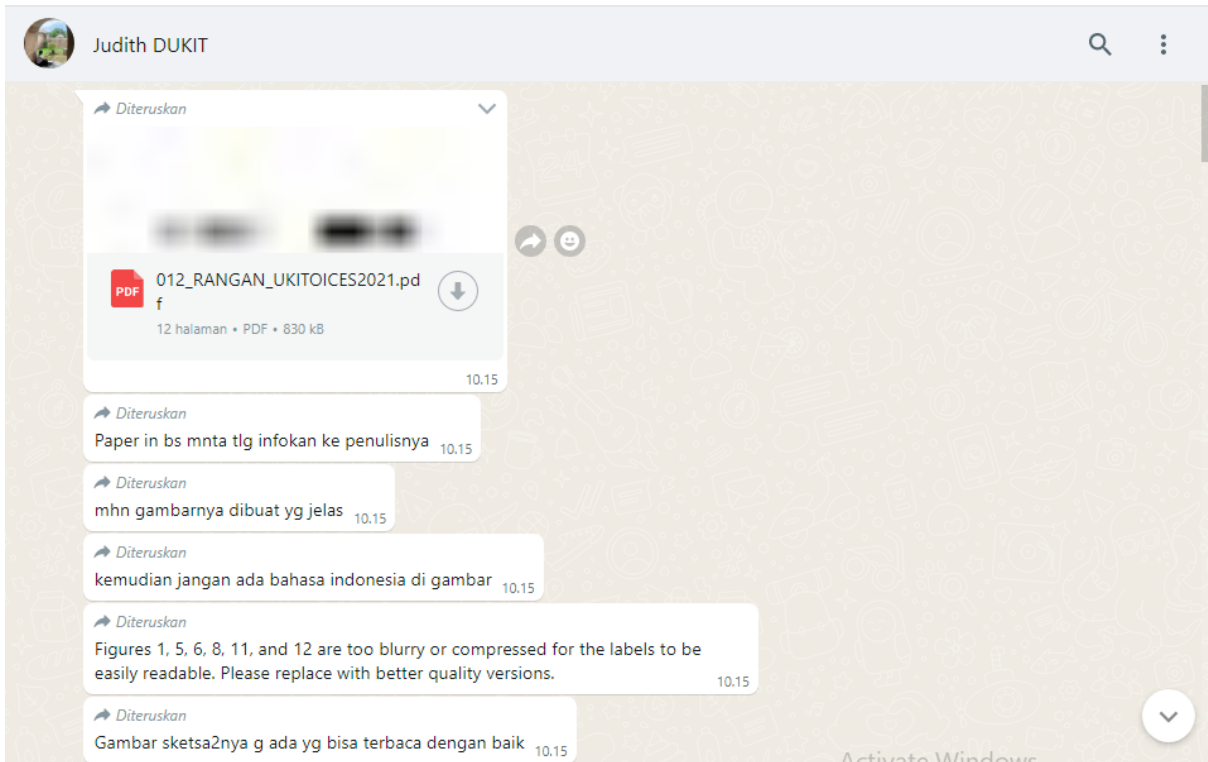 Judith DUKIT
Diteruskan
PDF
012_RANGAN_UKITOICES2021.pd
f
12 halaman • PDF • 830 kB
10.15
Diteruskan
Paper in bs mnta tlg infokan ke penulisnya 10.15
Diteruskan
mhn gambarnya dibuat yg jelas 10.15
Diteruskan
kemudian jangan ada bahasa indonesia di gambar 10.15
Diteruskan
Figures 1, 5, 6, 8, 11, and 12 are too blurry or compressed for the labels to be
easily readable. Please replace with better quality versions. 10.15
Diteruskan
Gambar sketsa2nya g ada yg bisa terbaca dengan baik 10.15
Activate Windows